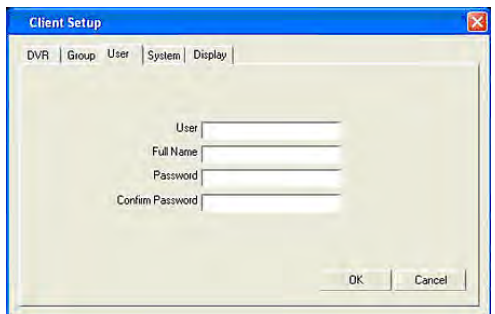 Client Setup
DVR Group User System Display
User
Full Name
Password
Confirm Password
OK Cancel